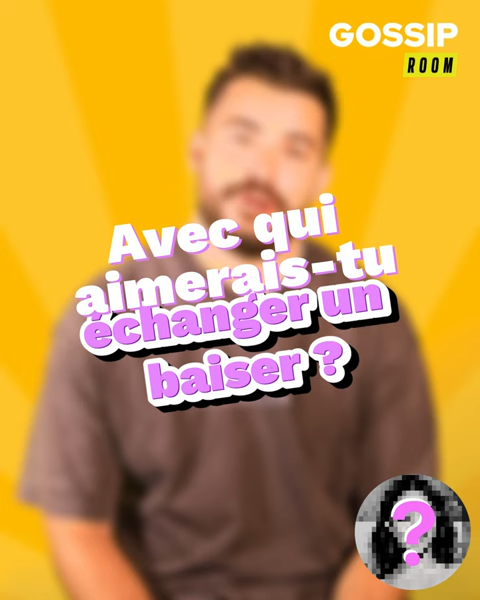 GOSSIP
ROOM
Avec qui
aimerais-tu
échanger un
baiser ?
?